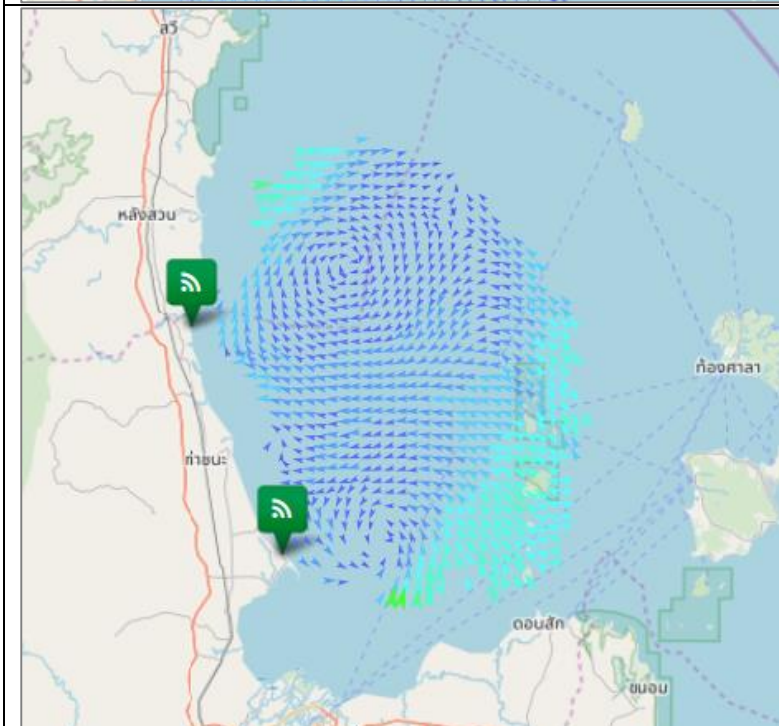 สวี
หลังสวน
ท้องศาลา
ท่าชนะ
ดอนสัก
ขนอม